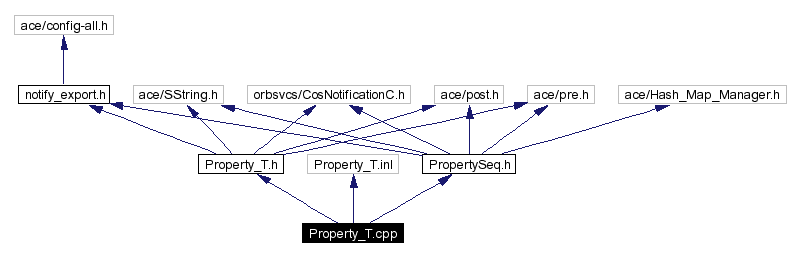 ace/config-all.h
notify_export.h
ace/SString.h
orbsvcs/CosNotificationC.h
ace/post.h
ace/pre.h
ace/Hash_Map_Manager.h
Property_T.h
Property_T.inl
PropertySeq.h
Property_T.cpp